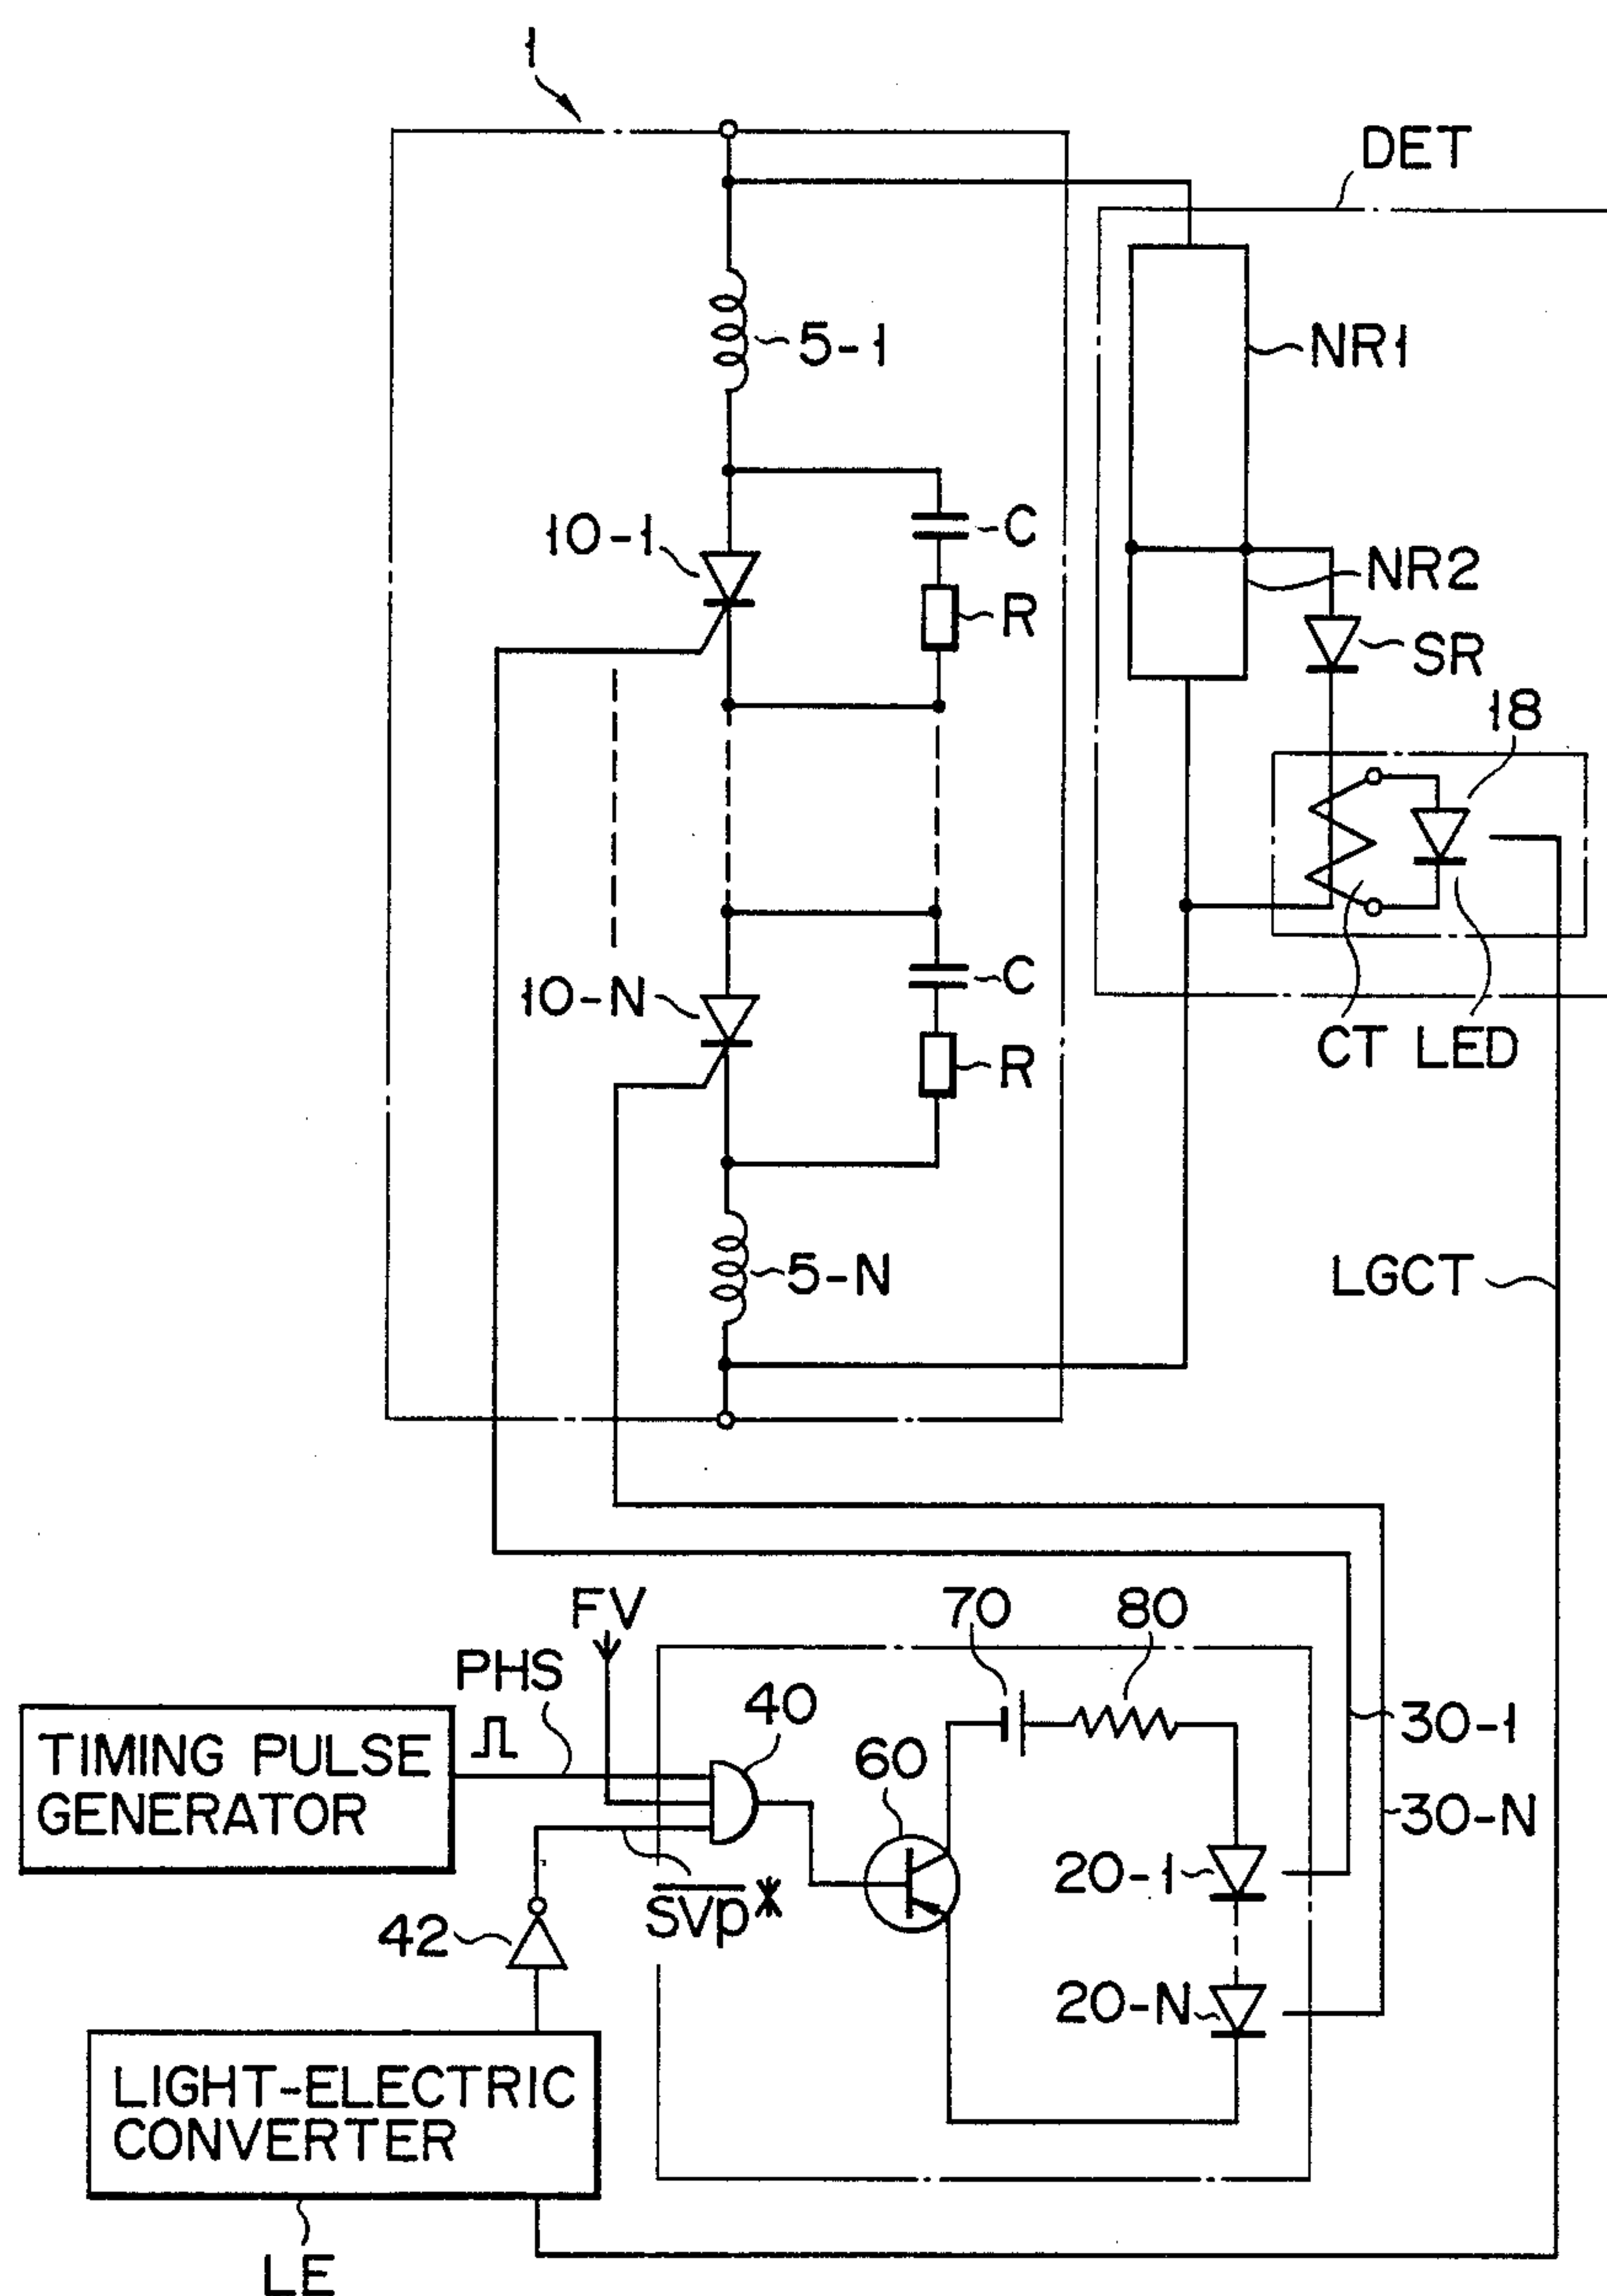 1
DET
5-1
NR1
10-1
C
NR2
R
SR
18
10-N
C
CT LED
R
5-N
LGCT
FV
70
80
PHS
40
30-1
TIMING PULSE
GENERATOR
60
30-N
20-1
S̅V̅p̅*
42
20-N
LIGHT-ELECTRIC
CONVERTER
LE